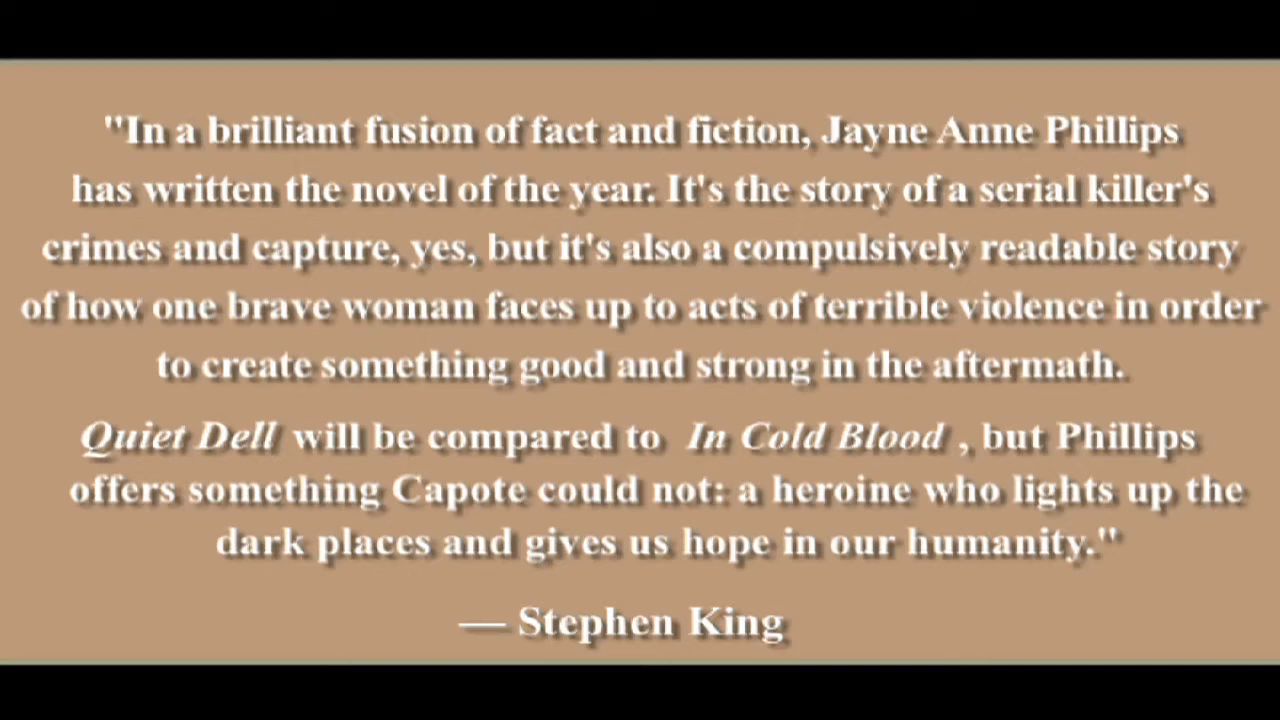 "In a brilliant fusion of fact and fiction, Jayne Anne Phillips
has written the novel of the year. It's the story of a serial killer's
crimes and capture, yes, but it's also a compulsively readable story
of how one brave woman faces up to acts of terrible violence in order
to create something good and strong in the aftermath.
Quiet Dell will be compared to In Cold Blood , but Phillips
offers something Capote could not: a heroine who lights up the
dark places and gives us hope in our humanity."
— Stephen King